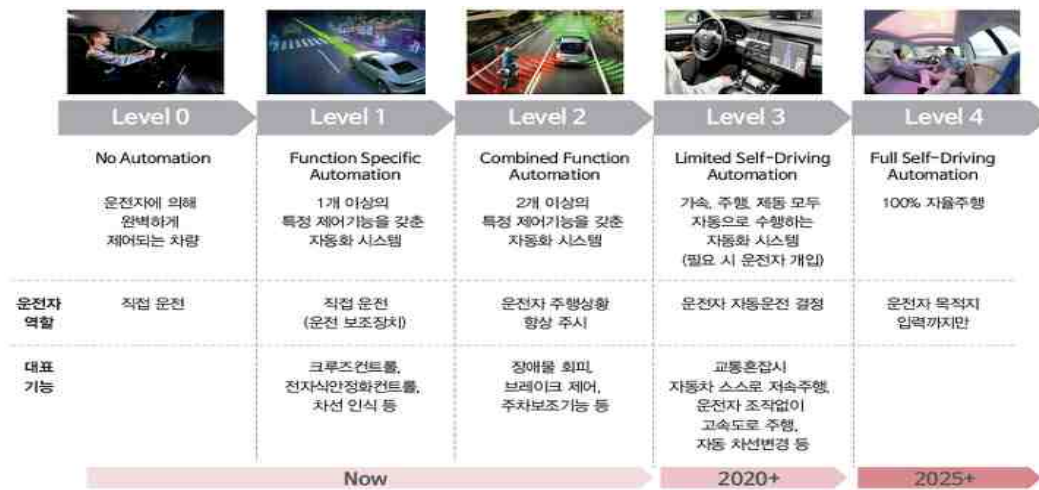 Level 0
Level 1
Level 2
Level 3
Level 4
No Automation
운전자에 의해
완벽하게
제어되는 차량
Function Specific
Automation
1개 이상의
특정 제어기능을 갖춘
자동화 시스템
Combined Function
Automation
2개 이상의
특정 제어기능을 갖춘
자동화 시스템
Limited Self-Driving
Automation
가속, 주행, 제동 모두
자동으로 수행하는
자동화 시스템
(필요 시 운전자 개입)
Full Self-Driving
Automation
100% 자율주행
운전자
역할
직접 운전
직접 운전
(운전 보조장치)
운전자 주행상황
항상 주시
운전자 자동운전 결정
운전자 목적지
입력까지만
대표
기능
크루즈컨트롤,
전자식안정화컨트롤,
차선 인식 등
장애물 회피,
브레이크 제어,
주차보조기능 등
교통혼잡시
자동차 스스로 저속주행,
운전자 조작없이
고속도로 주행,
자동 차선변경 등
Now
2020+
2025+